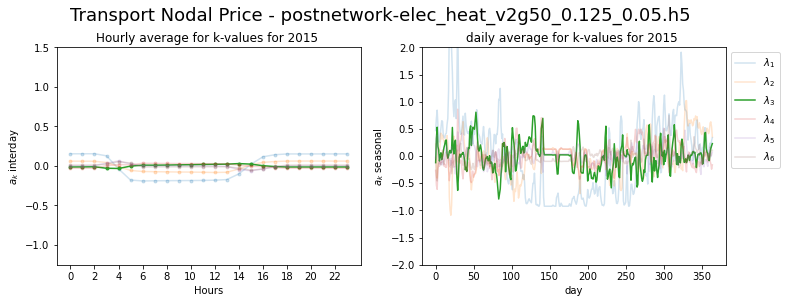 Transport Nodal Price - postnetwork-elec_heat_v2g50_0.125_0.05.h5
Hourly average for k-values for 2015
daily average for k-values for 2015
1.5
1.0
0.5
0.0
−0.5
−1.0
a_k interday
0 2 4 6 8 10 12 14 16 18 20 22
Hours
2.0
1.5
1.0
0.5
0.0
−0.5
−1.0
−1.5
−2.0
a_k seasonal
0 50 100 150 200 250 300 350
day
λ₁
λ₂
λ₃
λ₄
λ₅
λ₆